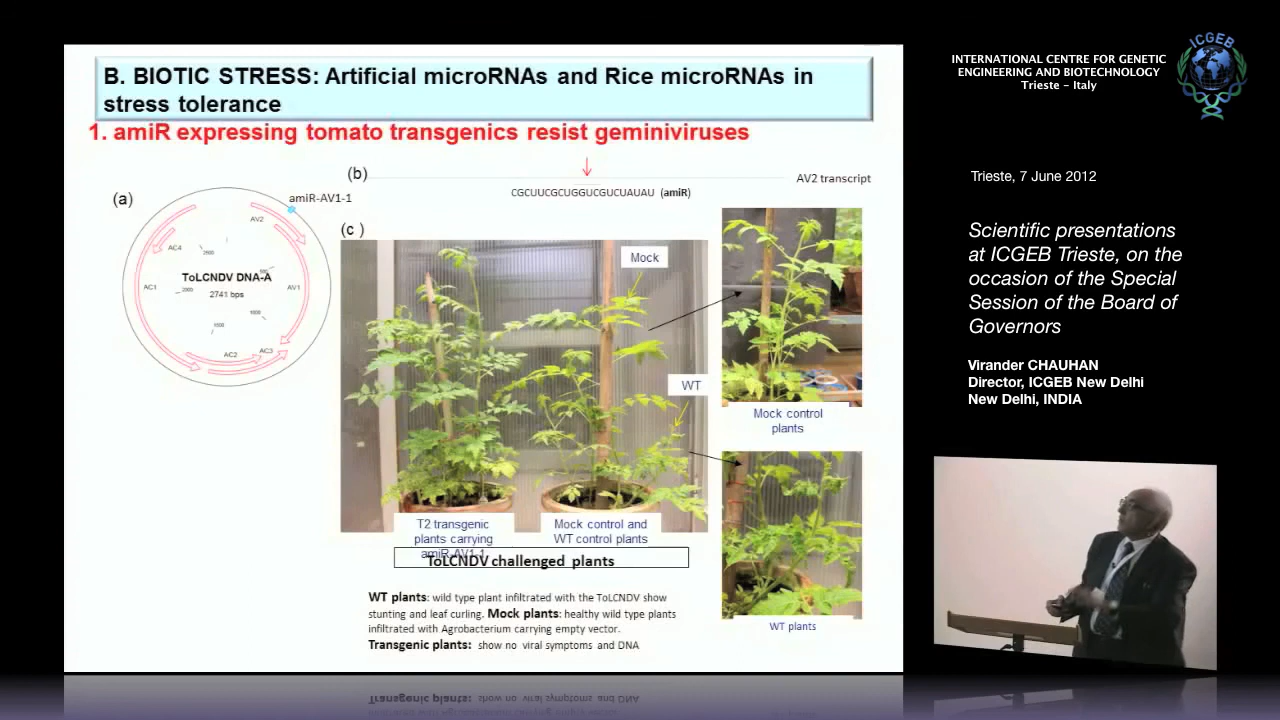 B. BIOTIC STRESS: Artificial microRNAs and Rice microRNAs in
stress tolerance
1. amiR expressing tomato transgenics resist geminiviruses
(a)
amiR-AV1-1
AV2
AC4
ToLCNDV DNA-A
2741 bps
AC1
AV1
AC2
AC3
2000
(b)
AV2 transcript
CGCUUCGCUGGUCGUCUAUAU (amiR)
(c )
Mock
WT
Mock control
plants
T2 transgenic
plants carrying
amiR-AV1-1
Mock control and
WT control plants
ToLCNDV challenged plants
WT plants
WT plants: wild type plant infiltrated with the ToLCNDV show
stunting and leaf curling. Mock plants: healthy wild type plants
infiltrated with Agrobacterium carrying empty vector.
Transgenic plants: show no viral symptoms and DNA
INTERNATIONAL CENTRE FOR GENETIC
ENGINEERING AND BIOTECHNOLOGY
Trieste - Italy
ICGEB
Trieste, 7 June 2012
Scientific presentations
at ICGEB Trieste, on the
occasion of the Special
Session of the Board of
Governors
Virander CHAUHAN
Director, ICGEB New Delhi
New Delhi, INDIA